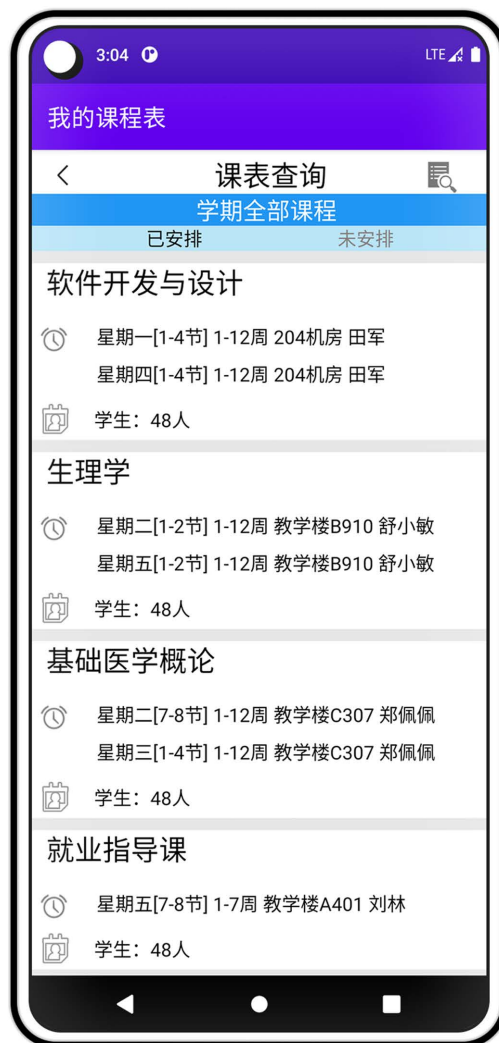 3:04
LTE
我的课程表
课表查询
学期全部课程
已安排 未安排
软件开发与设计
星期一[1-4节] 1-12周 204机房 田军
星期四[1-4节] 1-12周 204机房 田军
学生：48人
生理学
星期二[1-2节] 1-12周 教学楼B910 舒小敏
星期五[1-2节] 1-12周 教学楼B910 舒小敏
学生：48人
基础医学概论
星期二[7-8节] 1-12周 教学楼C307 郑佩佩
星期三[1-4节] 1-12周 教学楼C307 郑佩佩
学生：48人
就业指导课
星期五[7-8节] 1-7周 教学楼A401 刘林
学生：48人